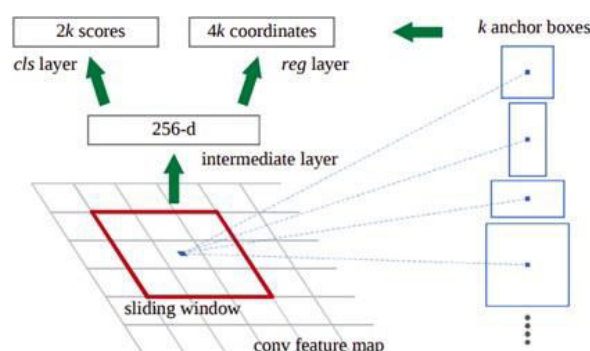 2k scores
4k coordinates
k anchor boxes
cls layer
reg layer
256-d
intermediate layer
sliding window
conv feature map